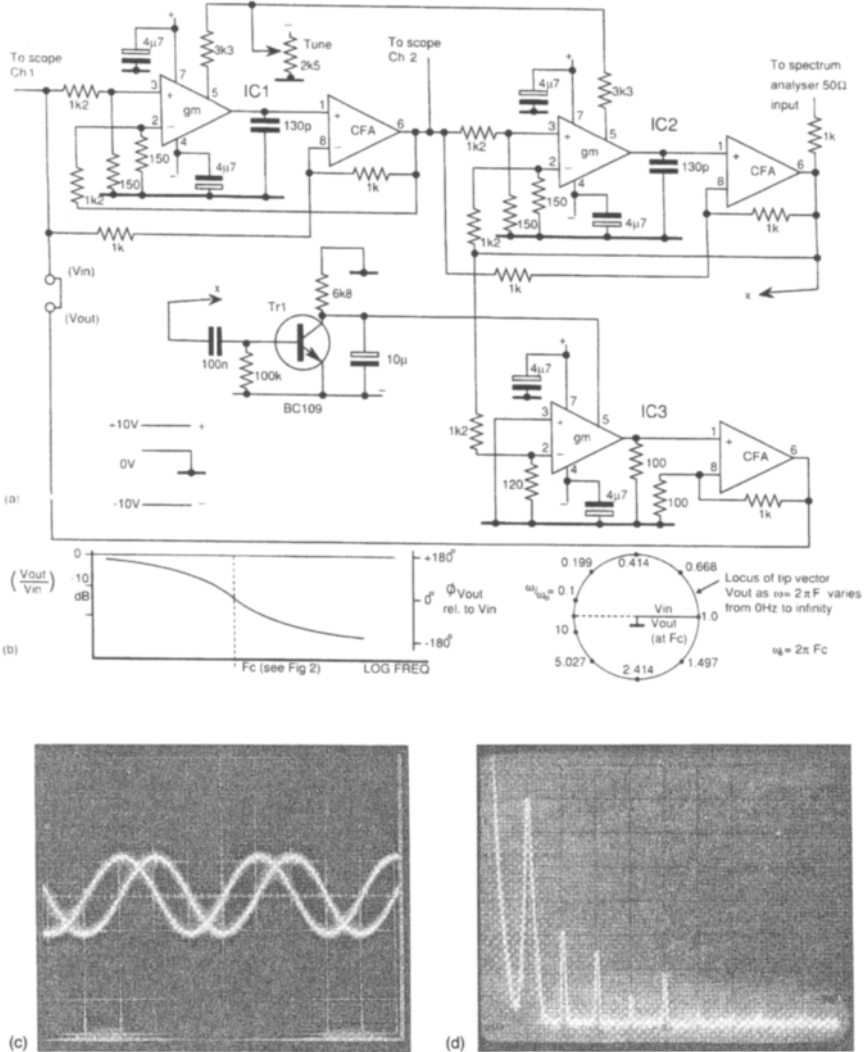 To scope
Ch 1
1k2
1k2
4µ7
+
7
3
+
2
−
gm
5
4
150
150
4µ7
−
3k3
−
Tune
2k5
IC1
130p
1
+
8
−
CFA
6
1k
1k
To scope
Ch 2
1k2
1k2
4µ7
+
7
3
+
2
−
gm
5
4
150
150
4µ7
−
3k3
IC2
130p
1
+
8
−
CFA
6
1k
1k
To spectrum
analyser 50Ω
input
1k
x
(Vin)
(Vout)
x
100n
100k
Tr1
BC109
6k8
10µ
−
1k2
4µ7
+
7
3
+
2
−
gm
5
4
120
4µ7
−
IC3
100
100
1
+
8
−
CFA
6
1k
+10V
+
0V
-10V
−
(a)
(Vout/Vin)
0
-10
dB
+180°
0°
-180°
φVout
rel. to Vin
Fc (see Fig 2)
LOG FREQ
(b)
0.199
0.414
0.668
ω/ω₀ = 0.1
1.0
10
5.027
2.414
1.497
Vin
Vout
(at Fc)
Locus of tip vector
Vout as ω= 2πF varies
from 0Hz to infinity
ω₀= 2π Fc
(c)
(d)